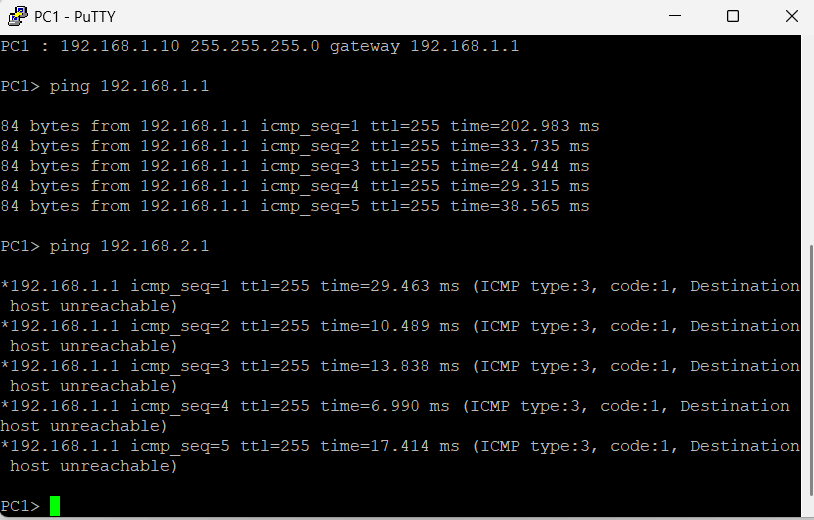 PC1 - PuTTY
PC1 : 192.168.1.10 255.255.255.0 gateway 192.168.1.1
PC1> ping 192.168.1.1
84 bytes from 192.168.1.1 icmp_seq=1 ttl=255 time=202.983 ms
84 bytes from 192.168.1.1 icmp_seq=2 ttl=255 time=33.735 ms
84 bytes from 192.168.1.1 icmp_seq=3 ttl=255 time=24.944 ms
84 bytes from 192.168.1.1 icmp_seq=4 ttl=255 time=29.315 ms
84 bytes from 192.168.1.1 icmp_seq=5 ttl=255 time=38.565 ms
PC1> ping 192.168.2.1
*192.168.1.1 icmp_seq=1 ttl=255 time=29.463 ms (ICMP type:3, code:1, Destination
 host unreachable)
*192.168.1.1 icmp_seq=2 ttl=255 time=10.489 ms (ICMP type:3, code:1, Destination
 host unreachable)
*192.168.1.1 icmp_seq=3 ttl=255 time=13.838 ms (ICMP type:3, code:1, Destination
 host unreachable)
*192.168.1.1 icmp_seq=4 ttl=255 time=6.990 ms (ICMP type:3, code:1, Destination
host unreachable)
*192.168.1.1 icmp_seq=5 ttl=255 time=17.414 ms (ICMP type:3, code:1, Destination
 host unreachable)
PC1>